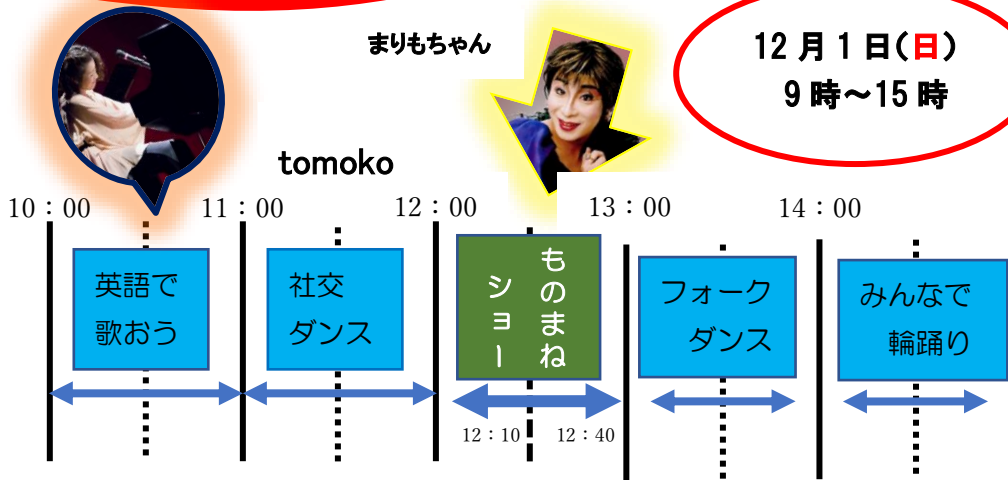 まりもちゃん
12月1日(日)
9時~15時
tomoko
10:00
11:00
12:00
13:00
14:00
英語で
歌おう
社交
ダンス
ものまね
ショー
フォーク
ダンス
みんなで
輪踊り
12:10
12:40